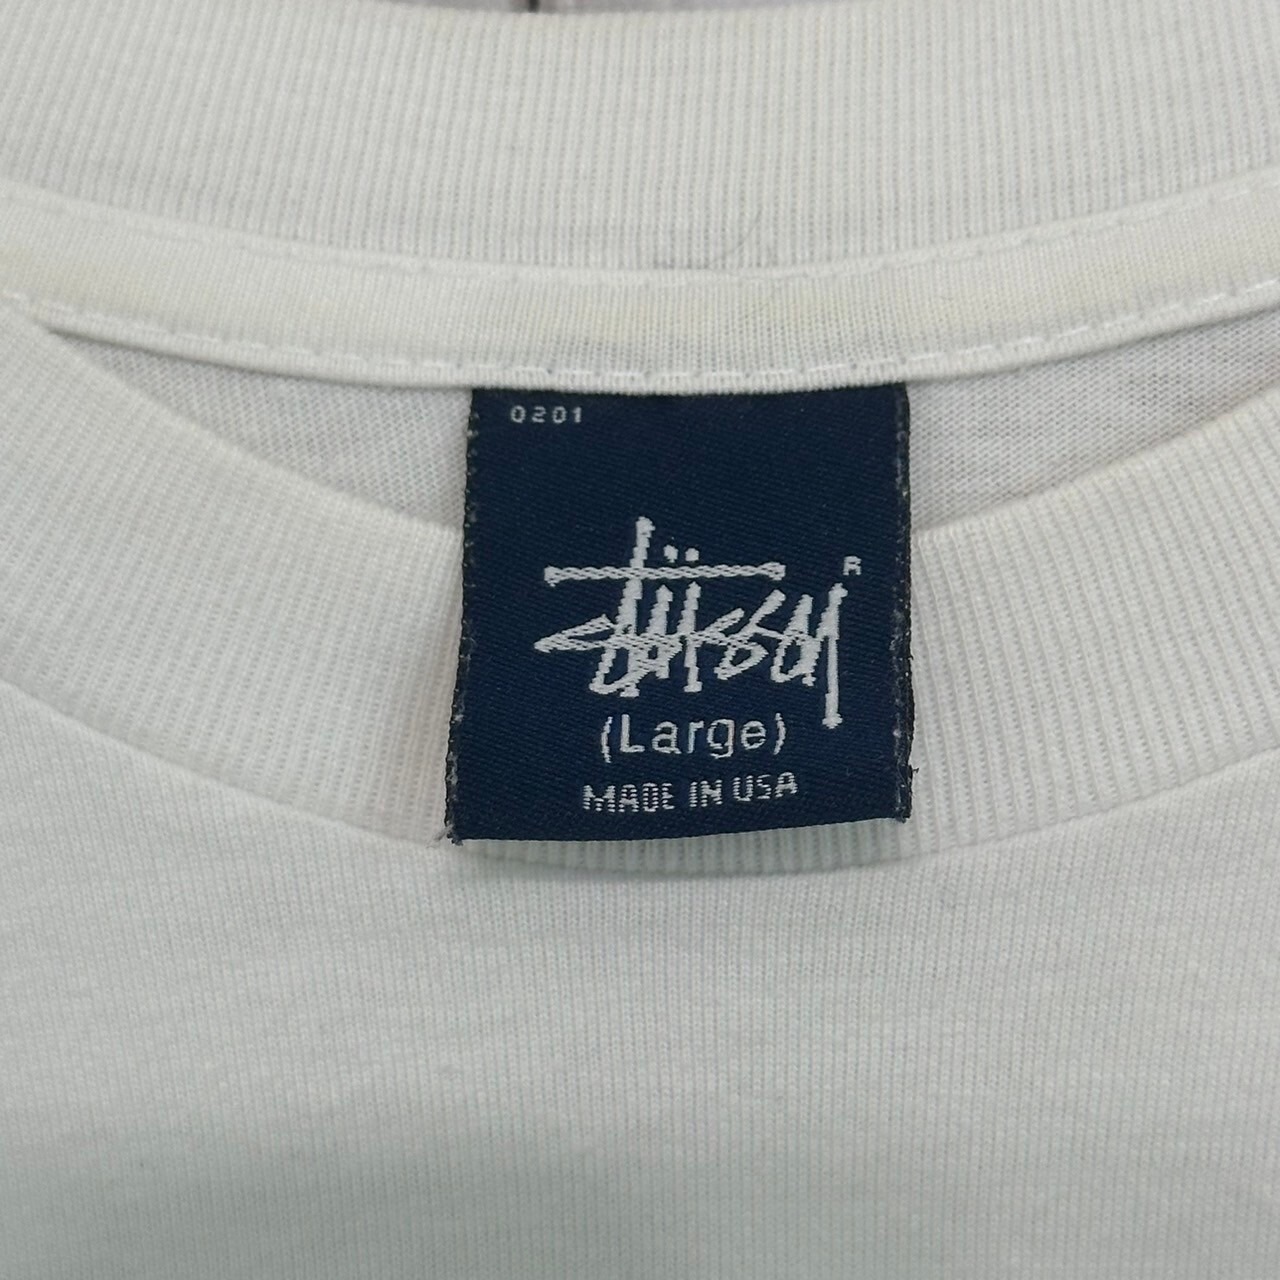 0201
Stüssy
R
(Large)
MADE IN USA